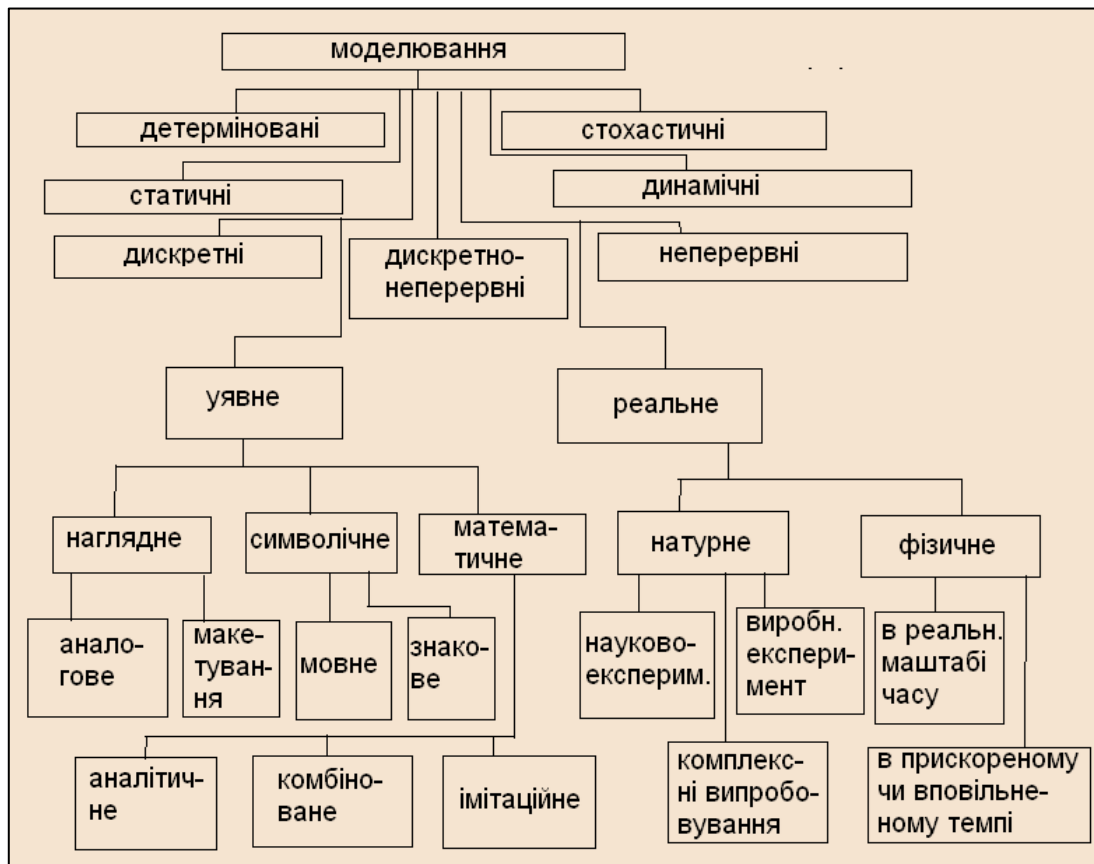 моделювання
детерміновані
стохастичні
статичні
динамічні
дискретні
дискретно-
неперервні
неперервні
уявне
реальне
наглядне
символічне
матема-
тичне
натурне
фізичне
анало-
гове
маке-
туван-
ня
мовне
знако-
ве
науково-
експерим.
виробн.
експери-
мент
в реальн.
маштабі
часу
аналітич-
не
комбіно-
ване
імітаційне
комплекс-
ні випробо-
вування
в прискореному
чи вповільне-
ному темпі